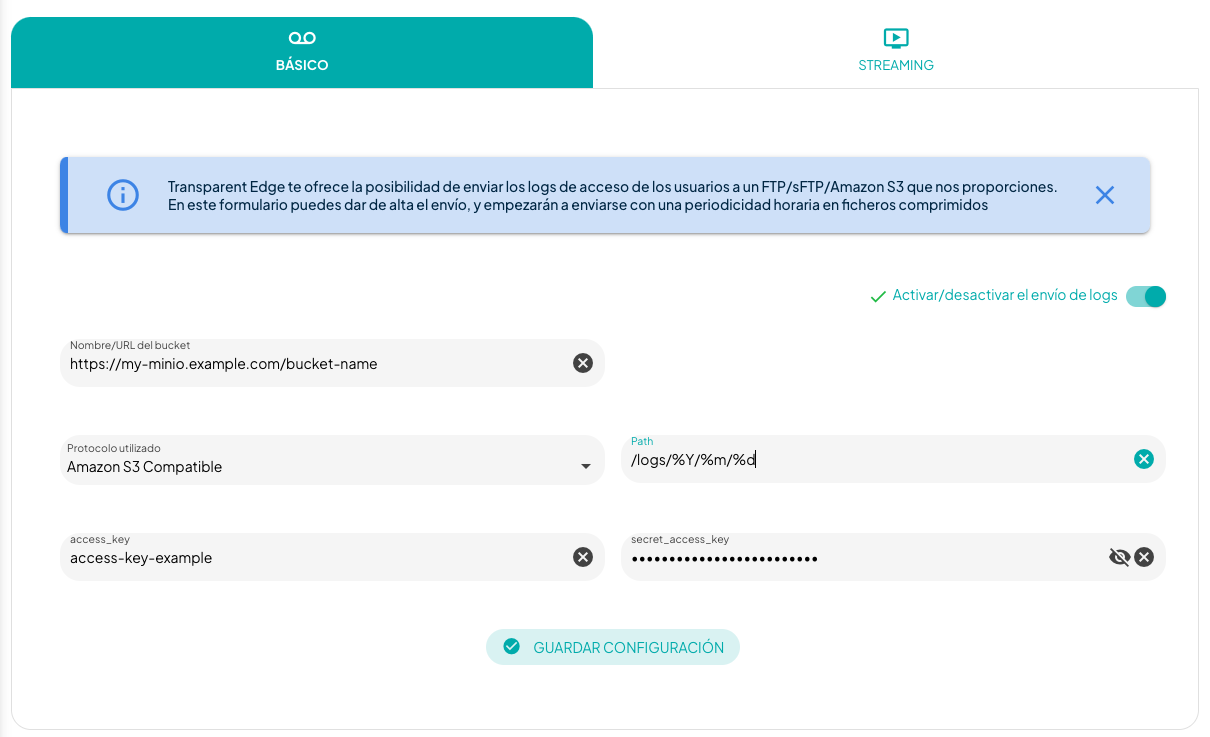 BÁSICO
STREAMING
Transparent Edge te ofrece la posibilidad de enviar los logs de acceso de los usuarios a un FTP/sFTP/Amazon S3 que nos proporciones.
En este formulario puedes dar de alta el envío, y empezarán a enviarse con una periodicidad horaria en ficheros comprimidos
Activar/desactivar el envío de logs
Nombre/URL del bucket
https://my-minio.example.com/bucket-name
Protocolo utilizado
Amazon S3 Compatible
Path
/logs/%Y/%m/%d
access_key
access-key-example
secret_access_key
••••••••••••••••••••••••
GUARDAR CONFIGURACIÓN